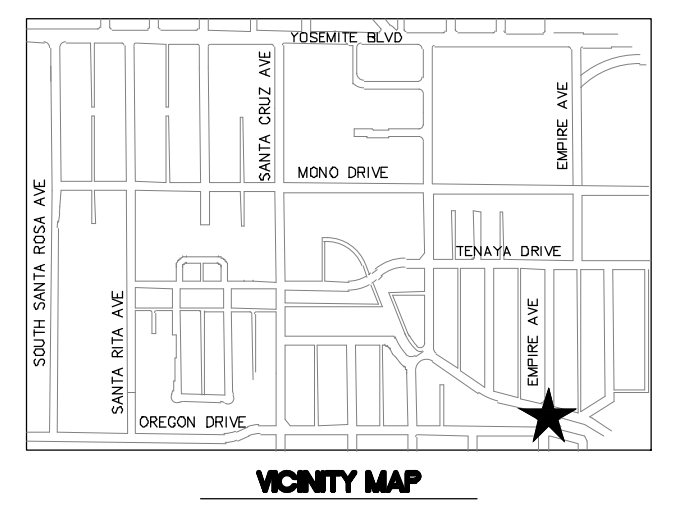 YOSEMITE BLVD
SANTA CRUZ AVE
EMPIRE AVE
MONO DRIVE
SOUTH SANTA ROSA AVE
TENAYA DRIVE
SANTA RITA AVE
EMPIRE AVE
OREGON DRIVE
VICINITY MAP